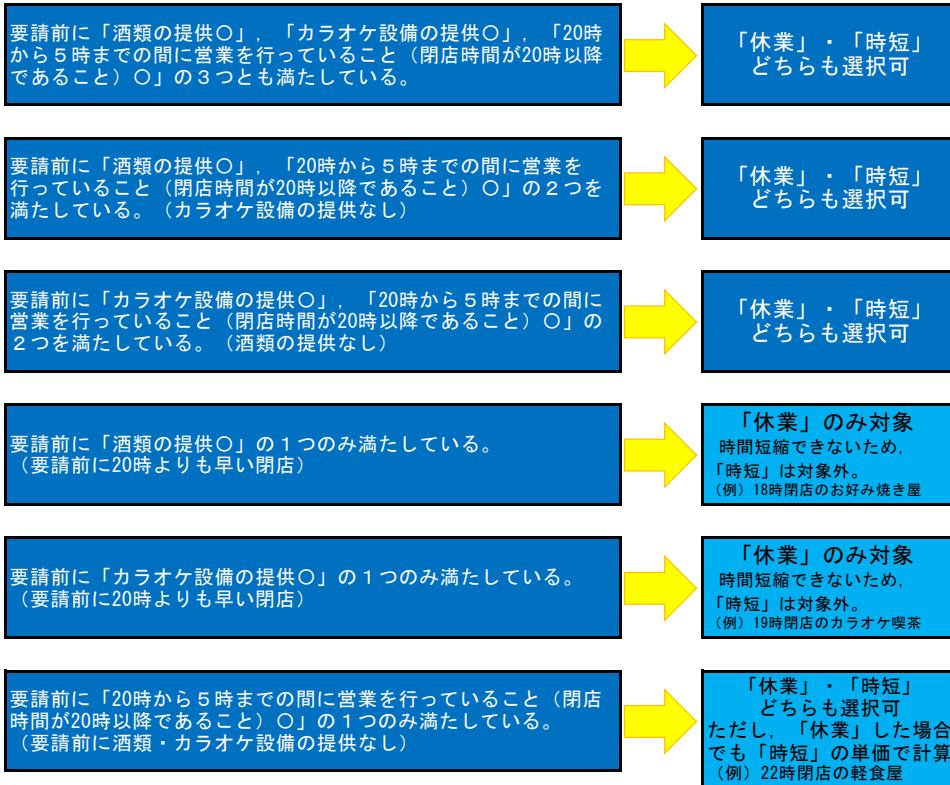 要請前に「酒類の提供〇」，「カラオケ設備の提供〇」，「20時
から５時までの間に営業を行っていること（閉店時間が20時以降
であること）〇」の３つとも満たしている。
「休業」・「時短」
どちらも選択可
要請前に「酒類の提供〇」，「20時から５時までの間に営業を
行っていること（閉店時間が20時以降であること）〇」の２つを
満たしている。（カラオケ設備の提供なし）
「休業」・「時短」
どちらも選択可
要請前に「カラオケ設備の提供〇」，「20時から５時までの間に
営業を行っていること（閉店時間が20時以降であること）〇」の
２つを満たしている。（酒類の提供なし）
「休業」・「時短」
どちらも選択可
要請前に「酒類の提供〇」の１つのみ満たしている。
（要請前に20時よりも早い閉店）
「休業」のみ対象
時間短縮できないため，
「時短」は対象外。
（例）18時閉店のお好み焼き屋
要請前に「カラオケ設備の提供〇」の１つのみ満たしている。
（要請前に20時よりも早い閉店）
「休業」のみ対象
時間短縮できないため，
「時短」は対象外。
（例）19時閉店のカラオケ喫茶
要請前に「20時から５時までの間に営業を行っていること（閉店
時間が20時以降であること）〇」の１つのみ満たしている。
（要請前に酒類・カラオケ設備の提供なし）
「休業」・「時短」
どちらも選択可
ただし，「休業」した場合
でも「時短」の単価で計算
（例）22時閉店の軽食屋